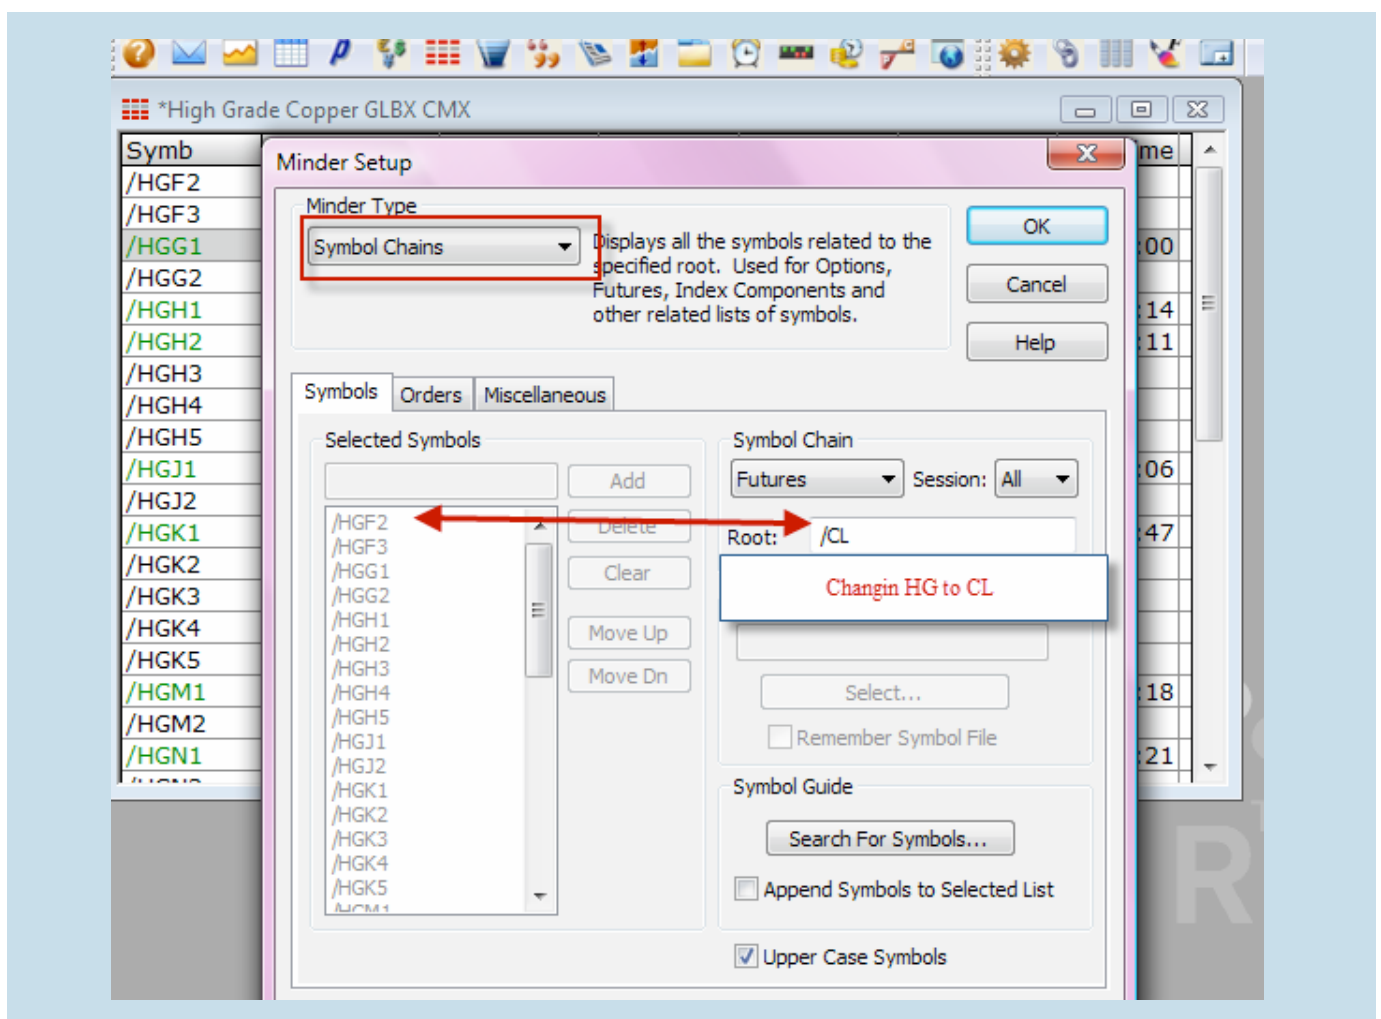 *High Grade Copper GLBX CMX
Symb
me
/HGF2
/HGF3
/HGG1
:00
/HGG2
/HGH1
:14
/HGH2
:11
/HGH3
/HGH4
/HGH5
/HGJ1
:06
/HGJ2
/HGK1
:47
/HGK2
/HGK3
/HGK4
/HGK5
/HGM1
:18
/HGM2
/HGN1
:21
Minder Setup
Minder Type
Symbol Chains
Displays all the symbols related to the
specified root. Used for Options,
Futures, Index Components and
other related lists of symbols.
OK
Cancel
Help
Symbols Orders Miscellaneous
Selected Symbols
Add
Delete
Clear
Move Up
Move Dn
/HGF2
/HGF3
/HGG1
/HGG2
/HGH1
/HGH2
/HGH3
/HGH4
/HGH5
/HGJ1
/HGJ2
/HGK1
/HGK2
/HGK3
/HGK4
/HGK5
/HGM1
Symbol Chain
Futures Session: All
Root: /CL
Changin HG to CL
Select...
Remember Symbol File
Symbol Guide
Search For Symbols...
Append Symbols to Selected List
Upper Case Symbols
R